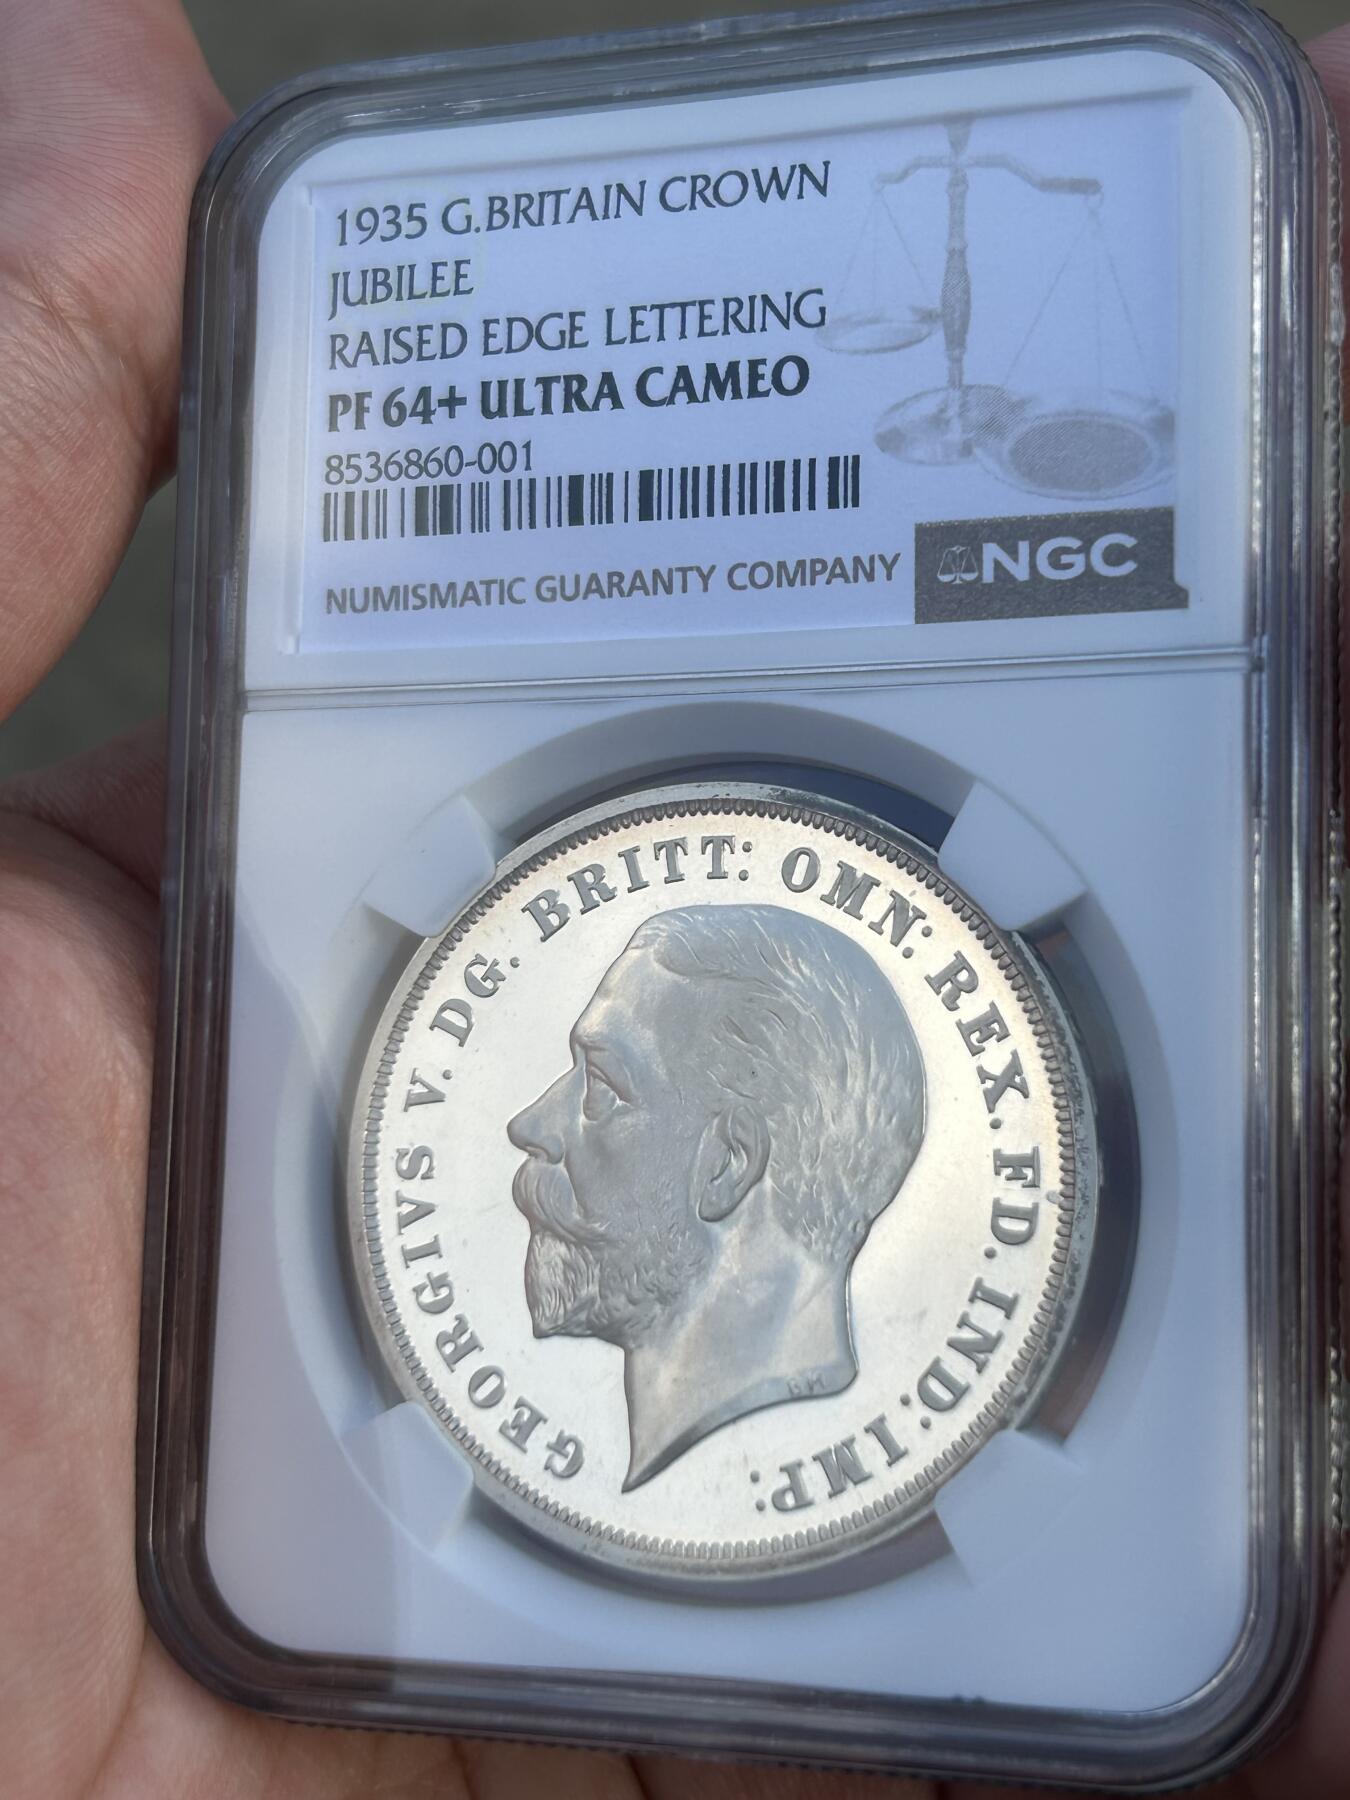 1935 G.BRITAIN CROWN
JUBILEE
RAISED EDGE LETTERING
PF 64+ ULTRA CAMEO
8536860-001
NUMISMATIC GUARANTY COMPANY
NGC
GEORGIVS V. DG. BRITT: OMN: REX. FD. IND: IMP:
BM